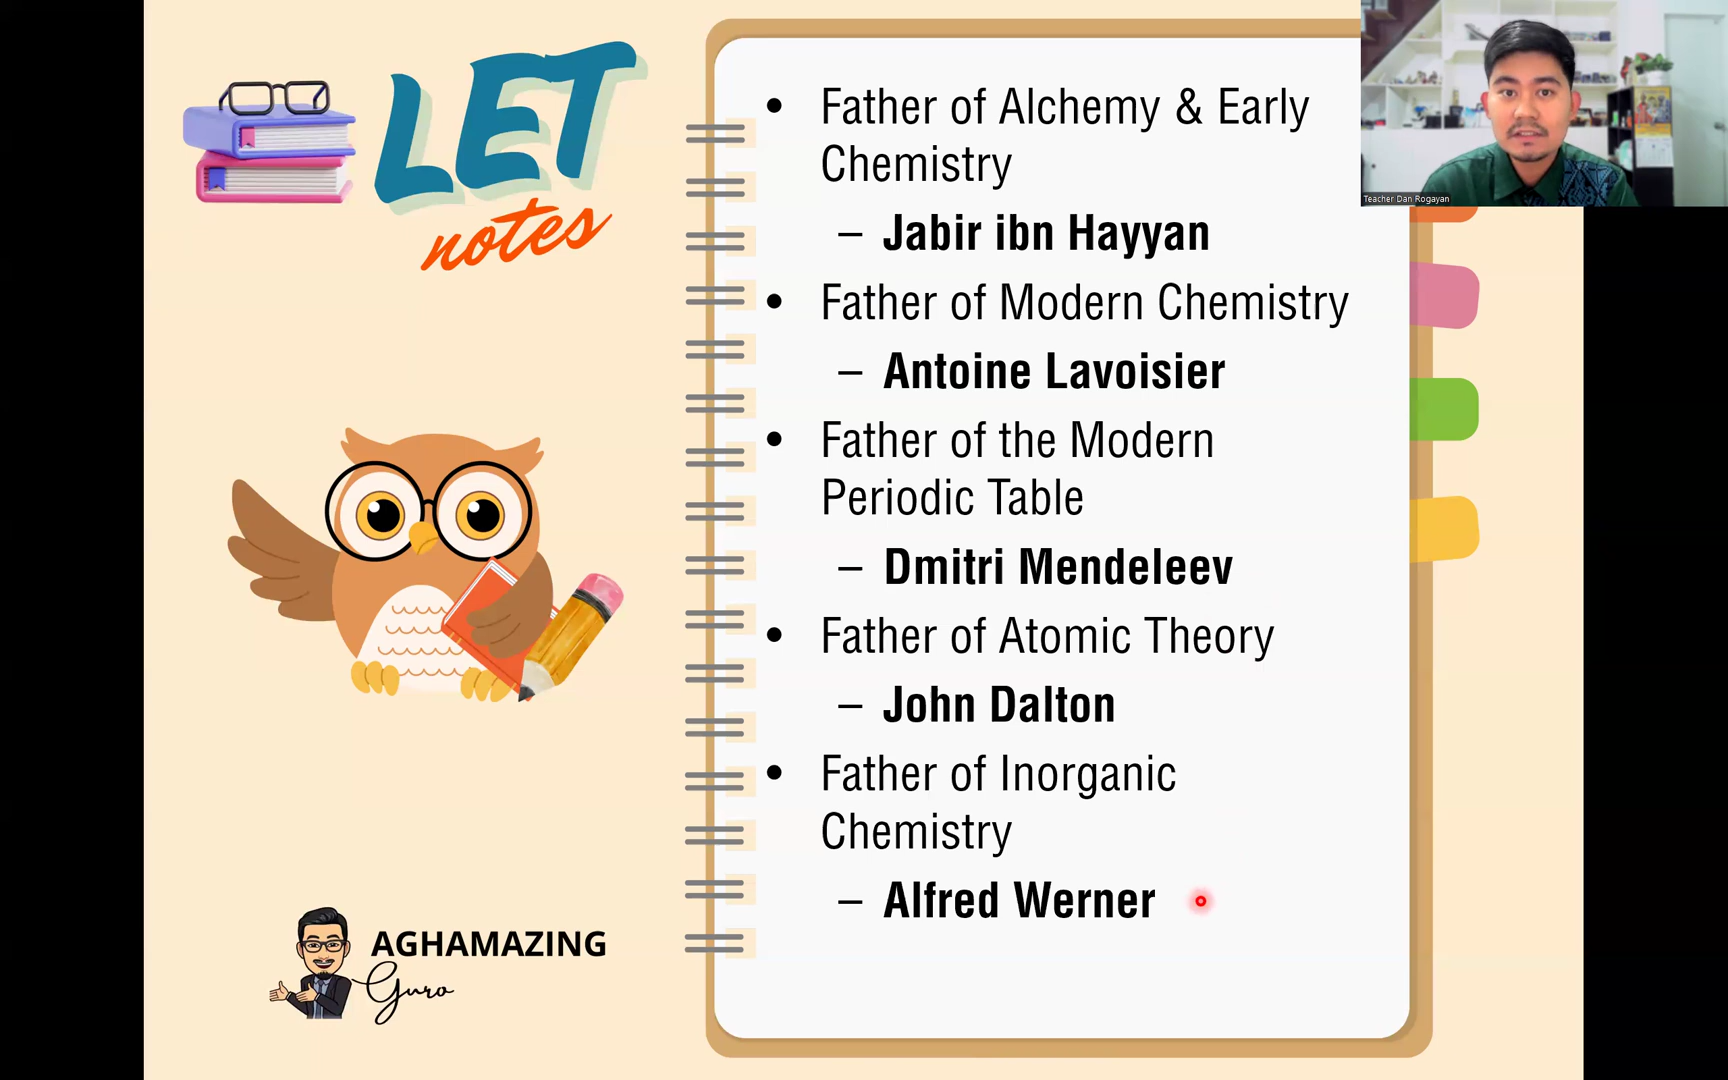 LET
notes
• Father of Alchemy & Early
Chemistry
– Jabir ibn Hayyan
• Father of Modern Chemistry
– Antoine Lavoisier
• Father of the Modern
Periodic Table
– Dmitri Mendeleev
• Father of Atomic Theory
– John Dalton
• Father of Inorganic
Chemistry
– Alfred Werner
Teacher Dan Rogayan
AGHAMAZING
Guro